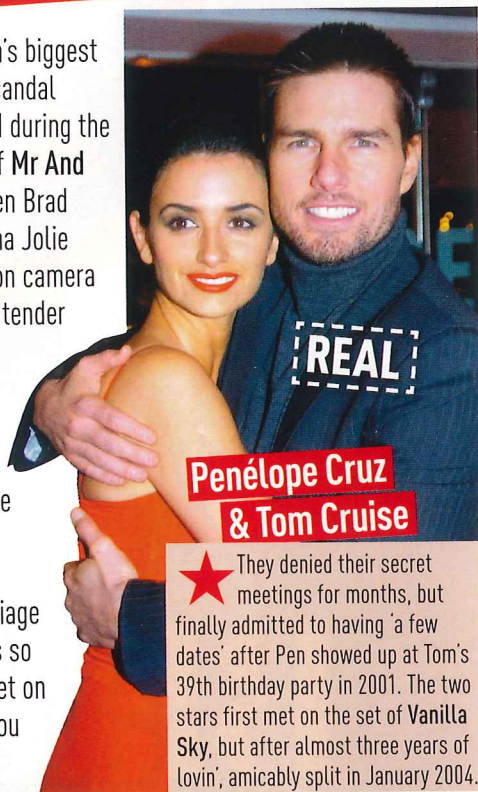 's biggest
andal
during the
f Mr And
en Brad
na Jolie
on camera
tender
e
iage
s so
et on
ou
REAL
Penélope Cruz
& Tom Cruise
They denied their secret
meetings for months, but
finally admitted to having 'a few
dates' after Pen showed up at Tom's
39th birthday party in 2001. The two
stars first met on the set of Vanilla
Sky, but after almost three years of
lovin', amicably split in January 2004.